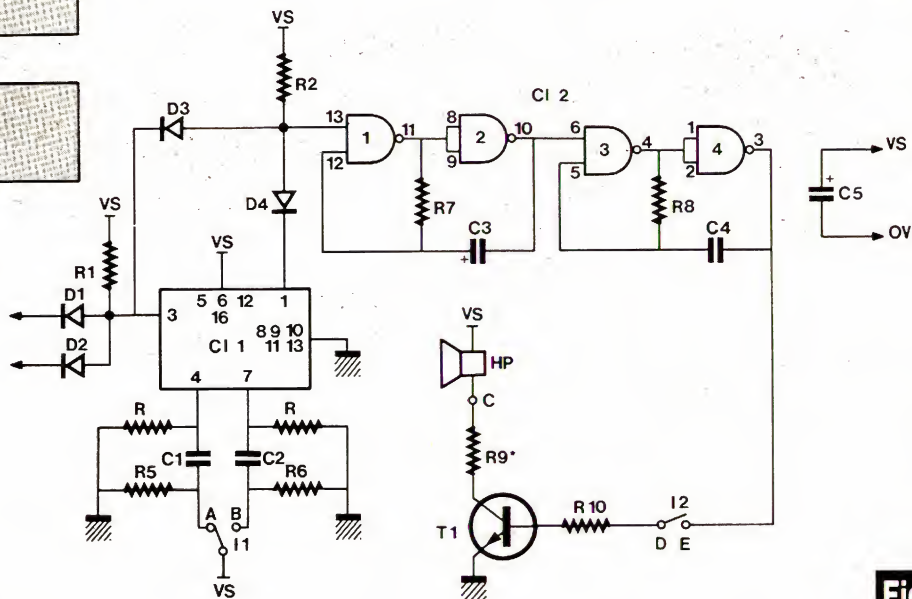 VS
R2
D3
13
12
1
11
8
9
2
10
CI 2
6
5
3
4
1
2
4
3
VS
C5
+
OV
D4
R7
C3
+
R8
C4
VS
R1
VS
D1
D2
3
5 6 12
16
1
8 9 10
11 13
CI 1
4
7
R
R
C1
C2
R5
R6
A
B
I1
VS
VS
HP
C
R9*
T1
R10
I2
D E